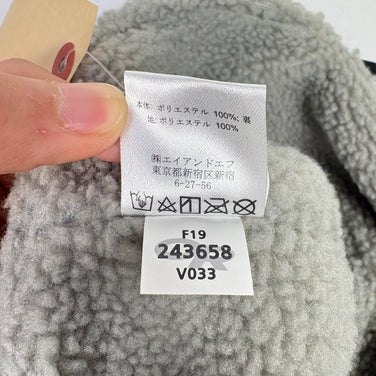 本体: ポリエステル 100%; 裏
地: ポリエステル 100%
㈱エイアンドエフ
東京都新宿区新宿
6-27-56
F19
243658
V033